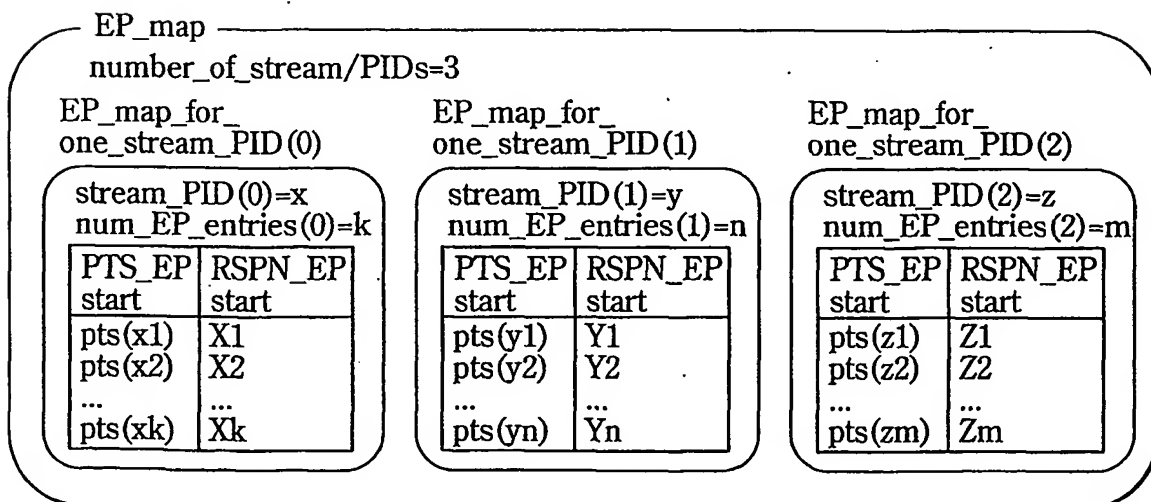 EP_map
number_of_stream/PIDs=3
EP_map_for_
one_stream_PID(0)
stream_PID(0)=x
num_EP_entries(0)=k
PTS_EP RSPN_EP
start start
pts(x1) X1
pts(x2) X2
... ...
pts(xk) Xk
EP_map_for_
one_stream_PID(1)
stream_PID(1)=y
num_EP_entries(1)=n
PTS_EP RSPN_EP
start start
pts(y1) Y1
pts(y2) Y2
... ...
pts(yn) Yn
EP_map_for_
one_stream_PID(2)
stream_PID(2)=z
num_EP_entries(2)=m
PTS_EP RSPN_EP
start start
pts(z1) Z1
pts(z2) Z2
... ...
pts(zm) Zm